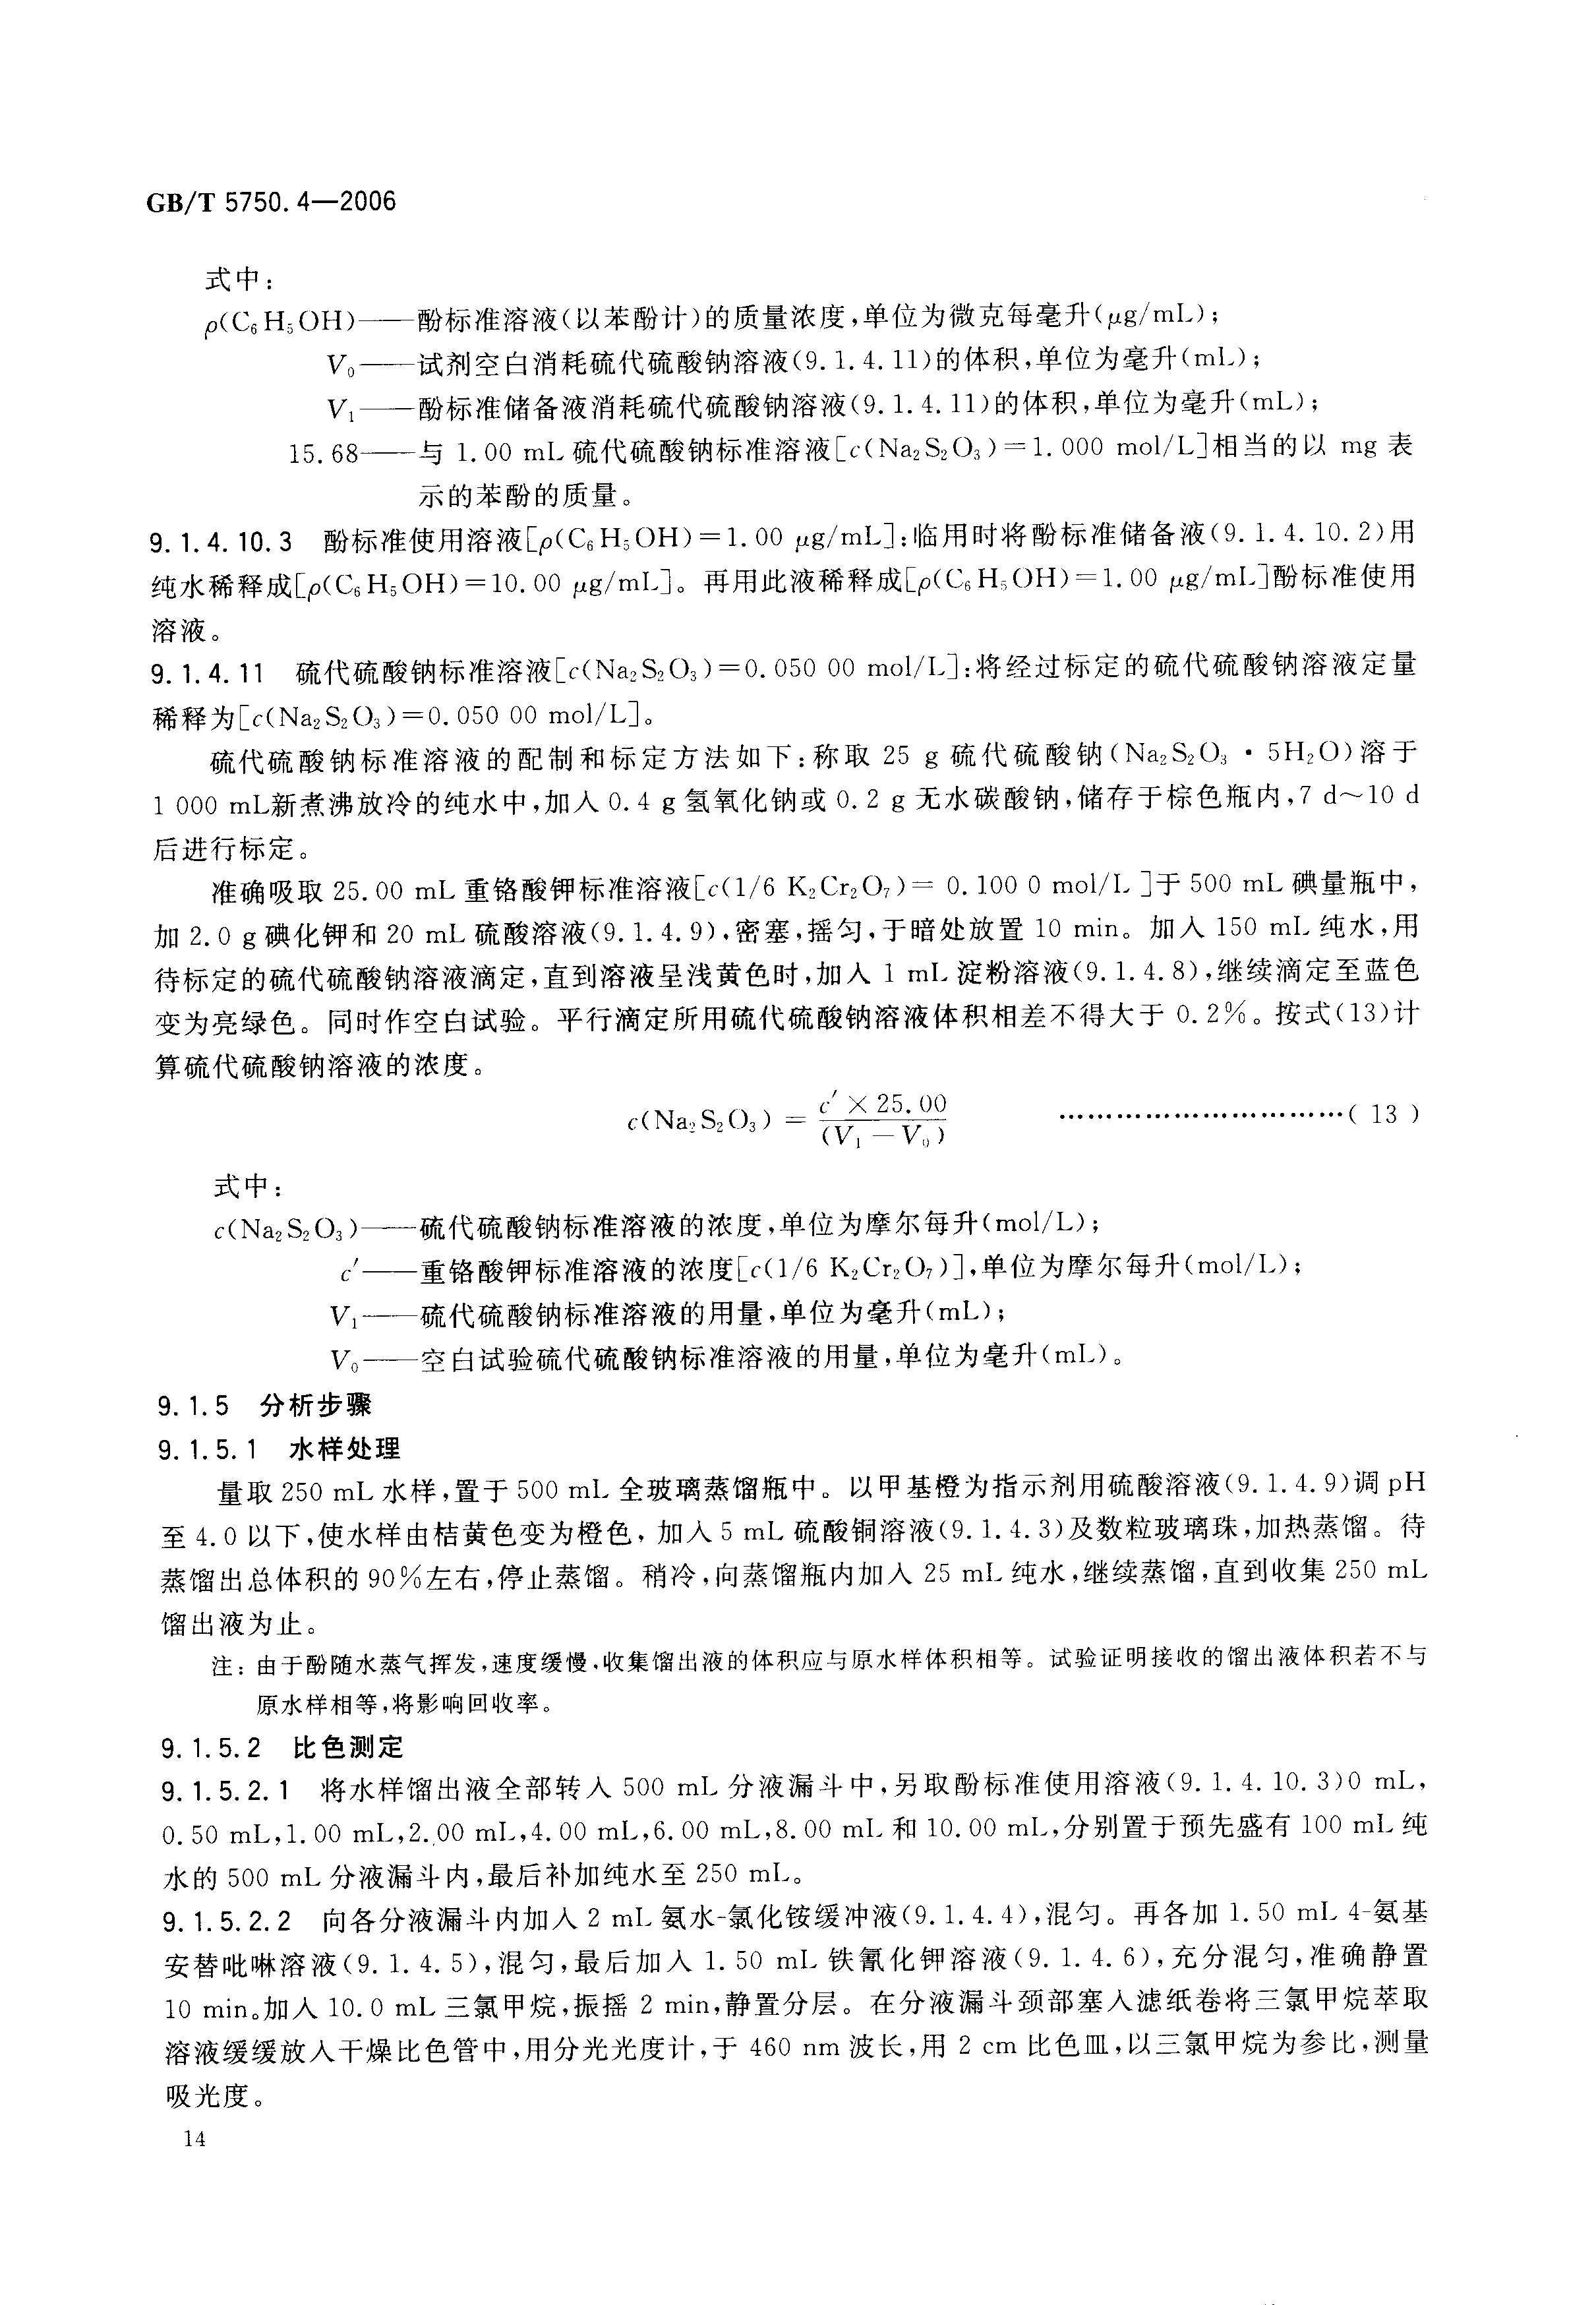 GB/T 5750.4—2006
式中:
ρ(C₆H₅OH)——酚标准溶液(以苯酚计)的质量浓度,单位为微克每毫升(μg/mL);
V₀——试剂空白消耗硫代硫酸钠溶液(9.1.4.11)的体积,单位为毫升(mL);
V₁——酚标准储备液消耗硫代硫酸钠溶液(9.1.4.11)的体积,单位为毫升(mL);
15.68——与 1.00 mL 硫代硫酸钠标准溶液[c(Na₂S₂O₃)=1.000 mol/L]相当的以 mg 表
示的苯酚的质量。
9.1.4.10.3 酚标准使用溶液[ρ(C₆H₅OH)=1.00 μg/mL]:临用时将酚标准储备液(9.1.4.10.2)用
纯水稀释成[ρ(C₆H₅OH)=10.00 μg/mL]。再用此液稀释成[ρ(C₆H₅OH)=1.00 μg/mL]酚标准使用
溶液。
9.1.4.11 硫代硫酸钠标准溶液[c(Na₂S₂O₃)=0.050 00 mol/L]:将经过标定的硫代硫酸钠溶液定量
稀释为[c(Na₂S₂O₃)=0.050 00 mol/L]。
硫代硫酸钠标准溶液的配制和标定方法如下:称取 25 g 硫代硫酸钠(Na₂S₂O₃·5H₂O)溶于
1 000 mL新煮沸放冷的纯水中,加入 0.4 g 氢氧化钠或 0.2 g 无水碳酸钠,储存于棕色瓶内,7 d~10 d
后进行标定。
准确吸取 25.00 mL 重铬酸钾标准溶液[c(1/6 K₂Cr₂O₇)= 0.100 0 mol/L ]于 500 mL 碘量瓶中,
加 2.0 g 碘化钾和 20 mL 硫酸溶液(9.1.4.9),密塞,摇匀,于暗处放置 10 min。加入 150 mL 纯水,用
待标定的硫代硫酸钠溶液滴定,直到溶液呈浅黄色时,加入 1 mL 淀粉溶液(9.1.4.8),继续滴定至蓝色
变为亮绿色。同时作空白试验。平行滴定所用硫代硫酸钠溶液体积相差不得大于 0.2%。按式(13)计
算硫代硫酸钠溶液的浓度。
c(Na₂S₂O₃) = c′×25.00/(V₁−V₀) ……………………………( 13 )
式中:
c(Na₂S₂O₃)——硫代硫酸钠标准溶液的浓度,单位为摩尔每升(mol/L);
c′——重铬酸钾标准溶液的浓度[c(1/6 K₂Cr₂O₇)],单位为摩尔每升(mol/L);
V₁——硫代硫酸钠标准溶液的用量,单位为毫升(mL);
V₀——空白试验硫代硫酸钠标准溶液的用量,单位为毫升(mL)。
9.1.5 分析步骤
9.1.5.1 水样处理
量取 250 mL 水样,置于 500 mL 全玻璃蒸馏瓶中。以甲基橙为指示剂用硫酸溶液(9.1.4.9)调 pH
至 4.0 以下,使水样由桔黄色变为橙色,加入 5 mL 硫酸铜溶液(9.1.4.3)及数粒玻璃珠,加热蒸馏。待
蒸馏出总体积的 90%左右,停止蒸馏。稍冷,向蒸馏瓶内加入 25 mL 纯水,继续蒸馏,直到收集 250 mL
馏出液为止。
注:由于酚随水蒸气挥发,速度缓慢,收集馏出液的体积应与原水样体积相等。试验证明接收的馏出液体积若不与
原水样相等,将影响回收率。
9.1.5.2 比色测定
9.1.5.2.1 将水样馏出液全部转入 500 mL 分液漏斗中,另取酚标准使用溶液(9.1.4.10.3)0 mL,
0.50 mL,1.00 mL,2.00 mL,4.00 mL,6.00 mL,8.00 mL 和 10.00 mL,分别置于预先盛有 100 mL 纯
水的 500 mL 分液漏斗内,最后补加纯水至 250 mL。
9.1.5.2.2 向各分液漏斗内加入 2 mL 氨水-氯化铵缓冲液(9.1.4.4),混匀。再各加 1.50 mL 4-氨基
安替吡啉溶液(9.1.4.5),混匀,最后加入 1.50 mL 铁氰化钾溶液(9.1.4.6),充分混匀,准确静置
10 min。加入 10.0 mL 三氯甲烷,振摇 2 min,静置分层。在分液漏斗颈部塞入滤纸卷将三氯甲烷萃取
溶液缓缓放入干燥比色管中,用分光光度计,于 460 nm 波长,用 2 cm 比色皿,以三氯甲烷为参比,测量
吸光度。
14